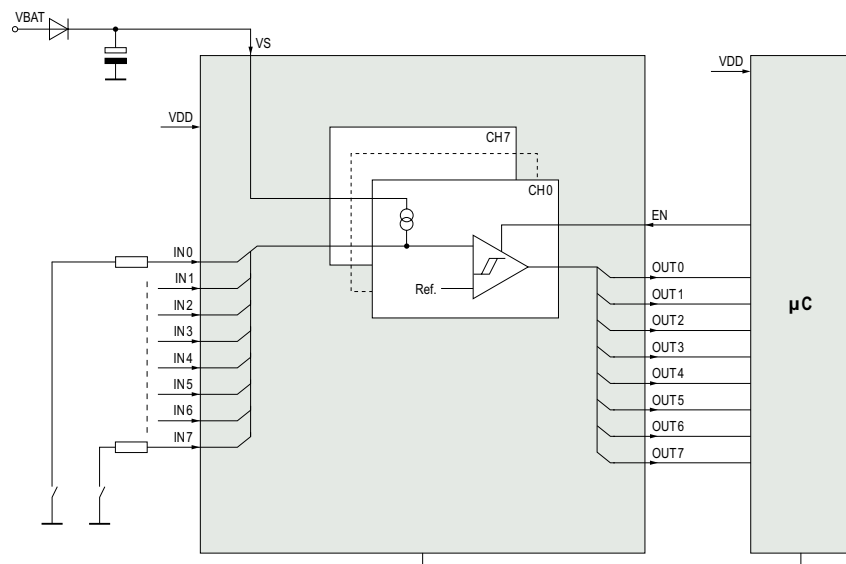 VBAT
VS
VDD
VDD
CH7
CH0
EN
IN0
IN1
IN2
IN3
IN4
IN5
IN6
IN7
Ref.
OUT0
OUT1
OUT2
OUT3
OUT4
OUT5
OUT6
OUT7
µC